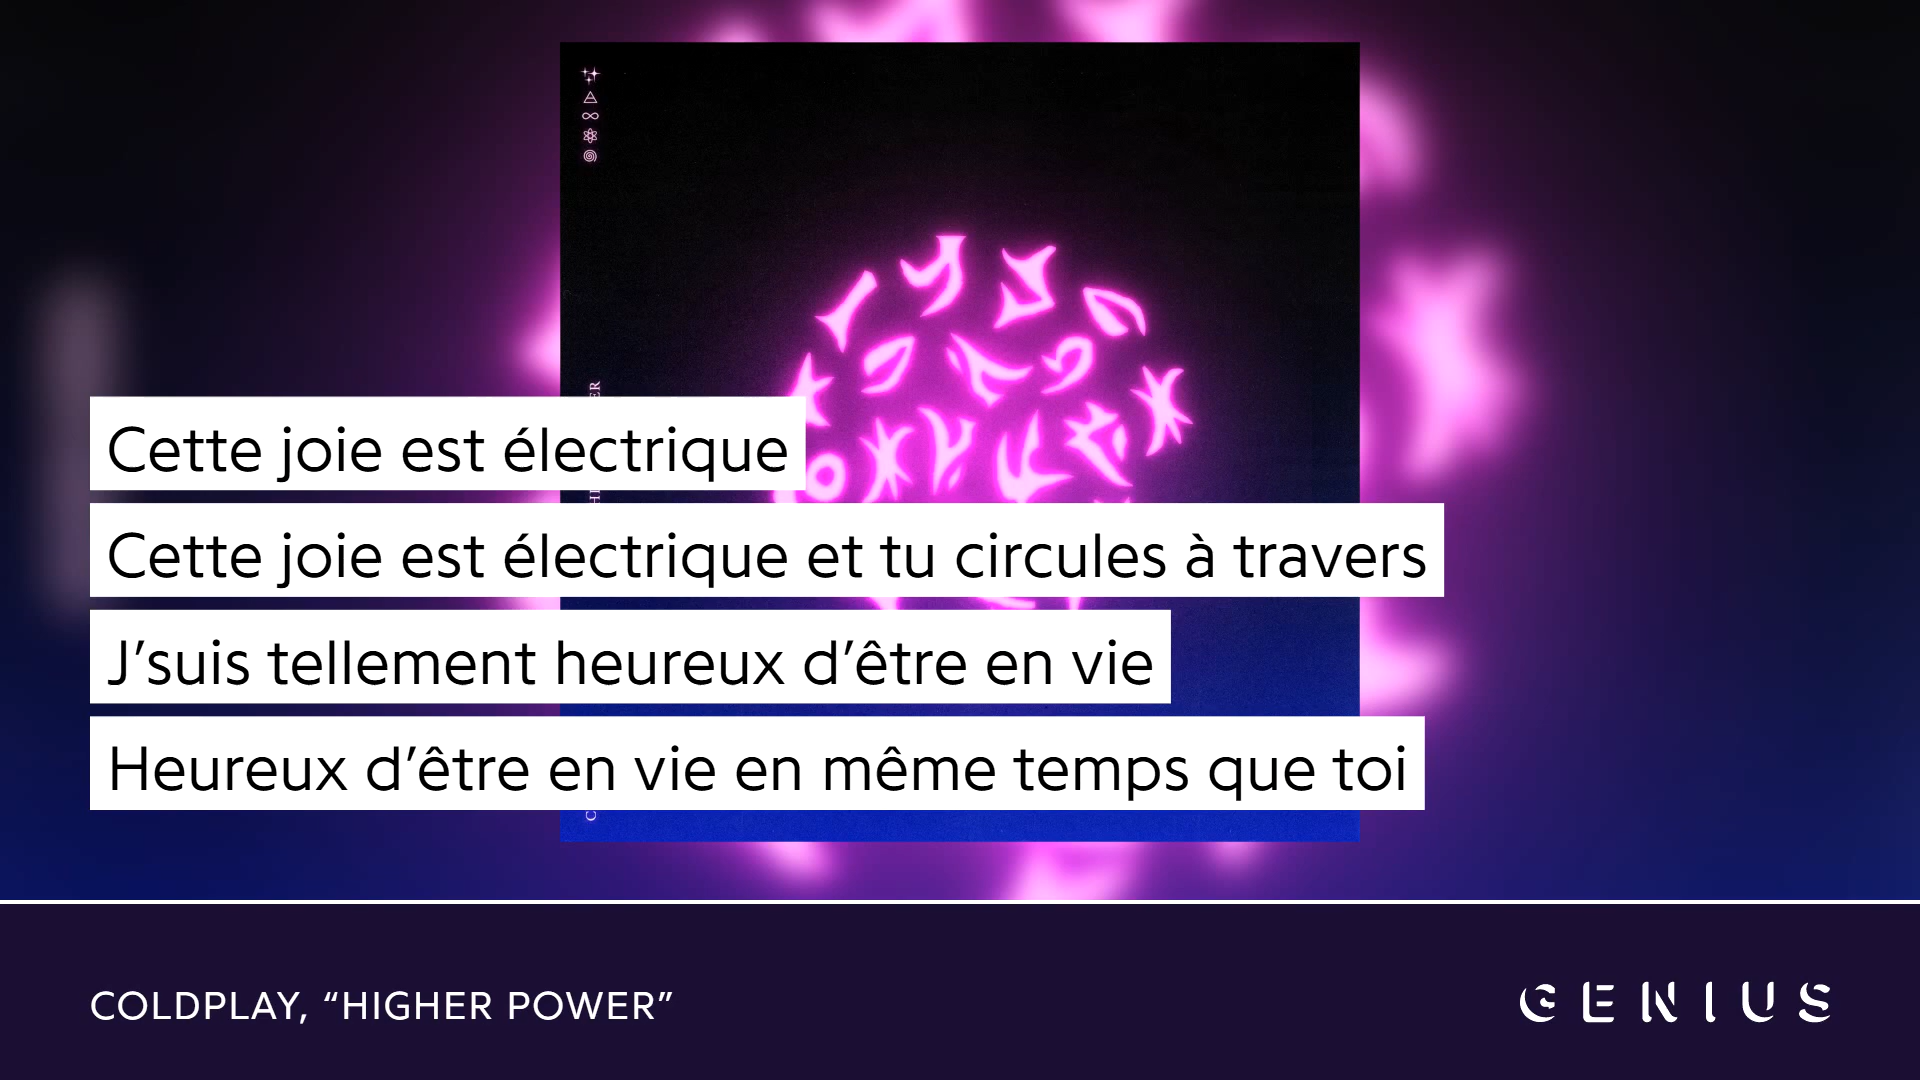 Cette joie est électrique
Cette joie est électrique et tu circules à travers
J’suis tellement heureux d’être en vie
Heureux d’être en vie en même temps que toi
COLDPLAY, “HIGHER POWER”
GENIUS